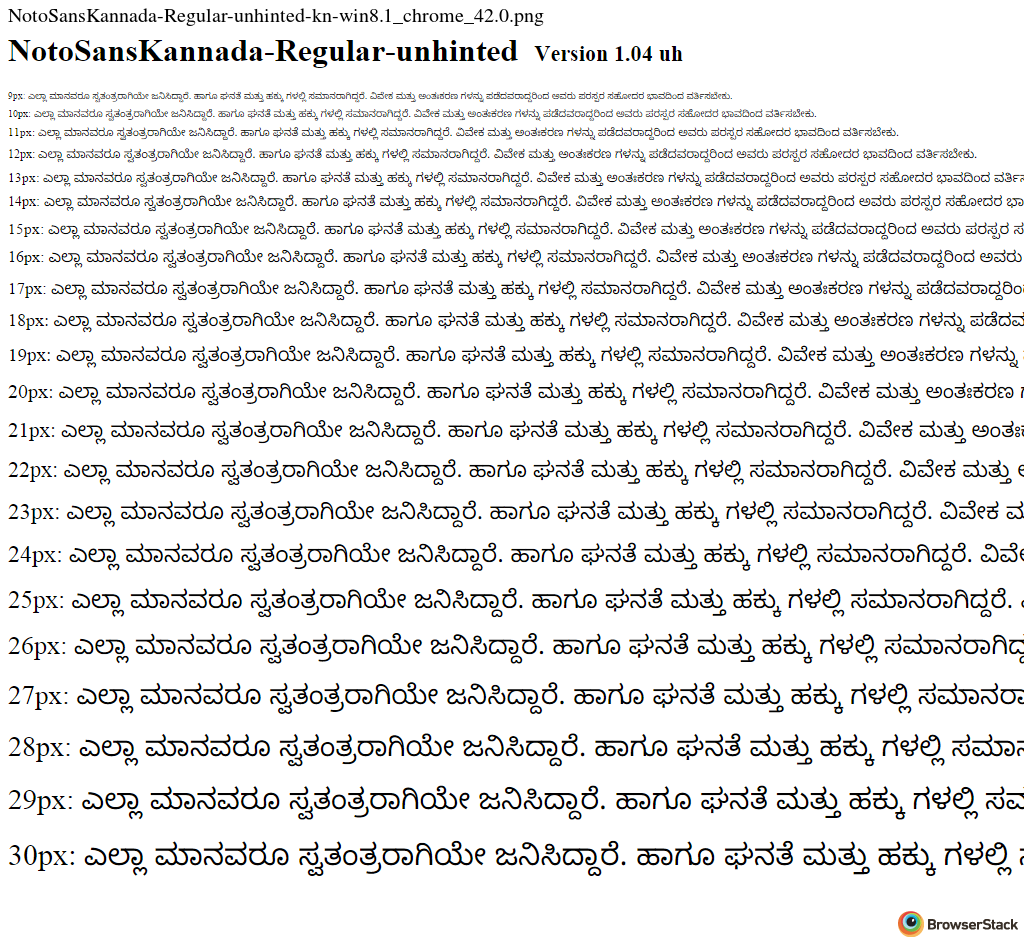 NotoSansKannada-Regular-unhinted-kn-win8.1_chrome_42.0.png
NotoSansKannada-Regular-unhinted Version 1.04 uh
9px: ಎಲ್ಲಾ ಮಾನವರೂ ಸ್ವತಂತ್ರರಾಗಿಯೇ ಜನಿಸಿದ್ದಾರೆ. ಹಾಗೂ ಘನತೆ ಮತ್ತು ಹಕ್ಕು ಗಳಲ್ಲಿ ಸಮಾನರಾಗಿದ್ದರೆ. ವಿವೇಕ ಮತ್ತು ಅಂತಃಕರಣ ಗಳನ್ನು ಪಡೆದವರಾದ್ದರಿಂದ ಅವರು ಪರಸ್ಪರ ಸಹೋದರ ಭಾವದಿಂದ ವರ್ತಿಸಬೇಕು.
10px: ಎಲ್ಲಾ ಮಾನವರೂ ಸ್ವತಂತ್ರರಾಗಿಯೇ ಜನಿಸಿದ್ದಾರೆ. ಹಾಗೂ ಘನತೆ ಮತ್ತು ಹಕ್ಕು ಗಳಲ್ಲಿ ಸಮಾನರಾಗಿದ್ದರೆ. ವಿವೇಕ ಮತ್ತು ಅಂತಃಕರಣ ಗಳನ್ನು ಪಡೆದವರಾದ್ದರಿಂದ ಅವರು ಪರಸ್ಪರ ಸಹೋದರ ಭಾವದಿಂದ ವರ್ತಿಸಬೇಕು.
11px: ಎಲ್ಲಾ ಮಾನವರೂ ಸ್ವತಂತ್ರರಾಗಿಯೇ ಜನಿಸಿದ್ದಾರೆ. ಹಾಗೂ ಘನತೆ ಮತ್ತು ಹಕ್ಕು ಗಳಲ್ಲಿ ಸಮಾನರಾಗಿದ್ದರೆ. ವಿವೇಕ ಮತ್ತು ಅಂತಃಕರಣ ಗಳನ್ನು ಪಡೆದವರಾದ್ದರಿಂದ ಅವರು ಪರಸ್ಪರ ಸಹೋದರ ಭಾವದಿಂದ ವರ್ತಿಸಬೇಕು.
12px: ಎಲ್ಲಾ ಮಾನವರೂ ಸ್ವತಂತ್ರರಾಗಿಯೇ ಜನಿಸಿದ್ದಾರೆ. ಹಾಗೂ ಘನತೆ ಮತ್ತು ಹಕ್ಕು ಗಳಲ್ಲಿ ಸಮಾನರಾಗಿದ್ದರೆ. ವಿವೇಕ ಮತ್ತು ಅಂತಃಕರಣ ಗಳನ್ನು ಪಡೆದವರಾದ್ದರಿಂದ ಅವರು ಪರಸ್ಪರ ಸಹೋದರ ಭಾವದಿಂದ ವರ್ತಿಸಬೇಕು.
13px: ಎಲ್ಲಾ ಮಾನವರೂ ಸ್ವತಂತ್ರರಾಗಿಯೇ ಜನಿಸಿದ್ದಾರೆ. ಹಾಗೂ ಘನತೆ ಮತ್ತು ಹಕ್ಕು ಗಳಲ್ಲಿ ಸಮಾನರಾಗಿದ್ದರೆ. ವಿವೇಕ ಮತ್ತು ಅಂತಃಕರಣ ಗಳನ್ನು ಪಡೆದವರಾದ್ದರಿಂದ ಅವರು ಪರಸ್ಪರ ಸಹೋದರ ಭಾವದಿಂದ
14px: ಎಲ್ಲಾ ಮಾನವರೂ ಸ್ವತಂತ್ರರಾಗಿಯೇ ಜನಿಸಿದ್ದಾರೆ. ಹಾಗೂ ಘನತೆ ಮತ್ತು ಹಕ್ಕು ಗಳಲ್ಲಿ ಸಮಾನರಾಗಿದ್ದರೆ. ವಿವೇಕ ಮತ್ತು ಅಂತಃಕರಣ ಗಳನ್ನು ಪಡೆದವರಾದ್ದರಿಂದ ಅವರು ಪರಸ್ಪರ ಸಹೋದರ
15px: ಎಲ್ಲಾ ಮಾನವರೂ ಸ್ವತಂತ್ರರಾಗಿಯೇ ಜನಿಸಿದ್ದಾರೆ. ಹಾಗೂ ಘನತೆ ಮತ್ತು ಹಕ್ಕು ಗಳಲ್ಲಿ ಸಮಾನರಾಗಿದ್ದರೆ. ವಿವೇಕ ಮತ್ತು ಅಂತಃಕರಣ ಗಳನ್ನು ಪಡೆದವರಾದ್ದರಿಂದ ಅವರು ಪರಸ್ಪರ
16px: ಎಲ್ಲಾ ಮಾನವರೂ ಸ್ವತಂತ್ರರಾಗಿಯೇ ಜನಿಸಿದ್ದಾರೆ. ಹಾಗೂ ಘನತೆ ಮತ್ತು ಹಕ್ಕು ಗಳಲ್ಲಿ ಸಮಾನರಾಗಿದ್ದರೆ. ವಿವೇಕ ಮತ್ತು ಅಂತಃಕರಣ ಗಳನ್ನು ಪಡೆದವರಾದ್ದರಿಂದ ಅವರು
17px: ಎಲ್ಲಾ ಮಾನವರೂ ಸ್ವತಂತ್ರರಾಗಿಯೇ ಜನಿಸಿದ್ದಾರೆ. ಹಾಗೂ ಘನತೆ ಮತ್ತು ಹಕ್ಕು ಗಳಲ್ಲಿ ಸಮಾನರಾಗಿದ್ದರೆ. ವಿವೇಕ ಮತ್ತು ಅಂತಃಕರಣ ಗಳನ್ನು
18px: ಎಲ್ಲಾ ಮಾನವರೂ ಸ್ವತಂತ್ರರಾಗಿಯೇ ಜನಿಸಿದ್ದಾರೆ. ಹಾಗೂ ಘನತೆ ಮತ್ತು ಹಕ್ಕು ಗಳಲ್ಲಿ ಸಮಾನರಾಗಿದ್ದರೆ. ವಿವೇಕ ಮತ್ತು ಅಂತಃಕರಣ ಗಳನ್ನು
19px: ಎಲ್ಲಾ ಮಾನವರೂ ಸ್ವತಂತ್ರರಾಗಿಯೇ ಜನಿಸಿದ್ದಾರೆ. ಹಾಗೂ ಘನತೆ ಮತ್ತು ಹಕ್ಕು ಗಳಲ್ಲಿ ಸಮಾನರಾಗಿದ್ದರೆ. ವಿವೇಕ ಮತ್ತು ಅಂತಃಕರಣ ಗಳನ್ನು
20px: ಎಲ್ಲಾ ಮಾನವರೂ ಸ್ವತಂತ್ರರಾಗಿಯೇ ಜನಿಸಿದ್ದಾರೆ. ಹಾಗೂ ಘನತೆ ಮತ್ತು ಹಕ್ಕು ಗಳಲ್ಲಿ ಸಮಾನರಾಗಿದ್ದರೆ. ವಿವೇಕ ಮತ್ತು ಅಂತಃಕರಣ
21px: ಎಲ್ಲಾ ಮಾನವರೂ ಸ್ವತಂತ್ರರಾಗಿಯೇ ಜನಿಸಿದ್ದಾರೆ. ಹಾಗೂ ಘನತೆ ಮತ್ತು ಹಕ್ಕು ಗಳಲ್ಲಿ ಸಮಾನರಾಗಿದ್ದರೆ. ವಿವೇಕ ಮತ್ತು
22px: ಎಲ್ಲಾ ಮಾನವರೂ ಸ್ವತಂತ್ರರಾಗಿಯೇ ಜನಿಸಿದ್ದಾರೆ. ಹಾಗೂ ಘನತೆ ಮತ್ತು ಹಕ್ಕು ಗಳಲ್ಲಿ ಸಮಾನರಾಗಿದ್ದರೆ. ವಿವೇಕ ಮತ್ತು
23px: ಎಲ್ಲಾ ಮಾನವರೂ ಸ್ವತಂತ್ರರಾಗಿಯೇ ಜನಿಸಿದ್ದಾರೆ. ಹಾಗೂ ಘನತೆ ಮತ್ತು ಹಕ್ಕು ಗಳಲ್ಲಿ ಸಮಾನರಾಗಿದ್ದರೆ. ವಿವೇಕ
24px: ಎಲ್ಲಾ ಮಾನವರೂ ಸ್ವತಂತ್ರರಾಗಿಯೇ ಜನಿಸಿದ್ದಾರೆ. ಹಾಗೂ ಘನತೆ ಮತ್ತು ಹಕ್ಕು ಗಳಲ್ಲಿ ಸಮಾನರಾಗಿದ್ದರೆ.
25px: ಎಲ್ಲಾ ಮಾನವರೂ ಸ್ವತಂತ್ರರಾಗಿಯೇ ಜನಿಸಿದ್ದಾರೆ. ಹಾಗೂ ಘನತೆ ಮತ್ತು ಹಕ್ಕು ಗಳಲ್ಲಿ ಸಮಾನರಾಗಿದ್ದರೆ.
26px: ಎಲ್ಲಾ ಮಾನವರೂ ಸ್ವತಂತ್ರರಾಗಿಯೇ ಜನಿಸಿದ್ದಾರೆ. ಹಾಗೂ ಘನತೆ ಮತ್ತು ಹಕ್ಕು ಗಳಲ್ಲಿ
27px: ಎಲ್ಲಾ ಮಾನವರೂ ಸ್ವತಂತ್ರರಾಗಿಯೇ ಜನಿಸಿದ್ದಾರೆ. ಹಾಗೂ ಘನತೆ ಮತ್ತು ಹಕ್ಕು ಗಳಲ್ಲಿ
28px: ಎಲ್ಲಾ ಮಾನವರೂ ಸ್ವತಂತ್ರರಾಗಿಯೇ ಜನಿಸಿದ್ದಾರೆ. ಹಾಗೂ ಘನತೆ ಮತ್ತು ಹಕ್ಕು ಗಳಲ್ಲಿ
29px: ಎಲ್ಲಾ ಮಾನವರೂ ಸ್ವತಂತ್ರರಾಗಿಯೇ ಜನಿಸಿದ್ದಾರೆ. ಹಾಗೂ ಘನತೆ ಮತ್ತು ಹಕ್ಕು ಗಳಲ್ಲಿ
30px: ಎಲ್ಲಾ ಮಾನವರೂ ಸ್ವತಂತ್ರರಾಗಿಯೇ ಜನಿಸಿದ್ದಾರೆ. ಹಾಗೂ ಘನತೆ ಮತ್ತು ಹಕ್ಕು ಗಳಲ್ಲಿ
BrowserStack